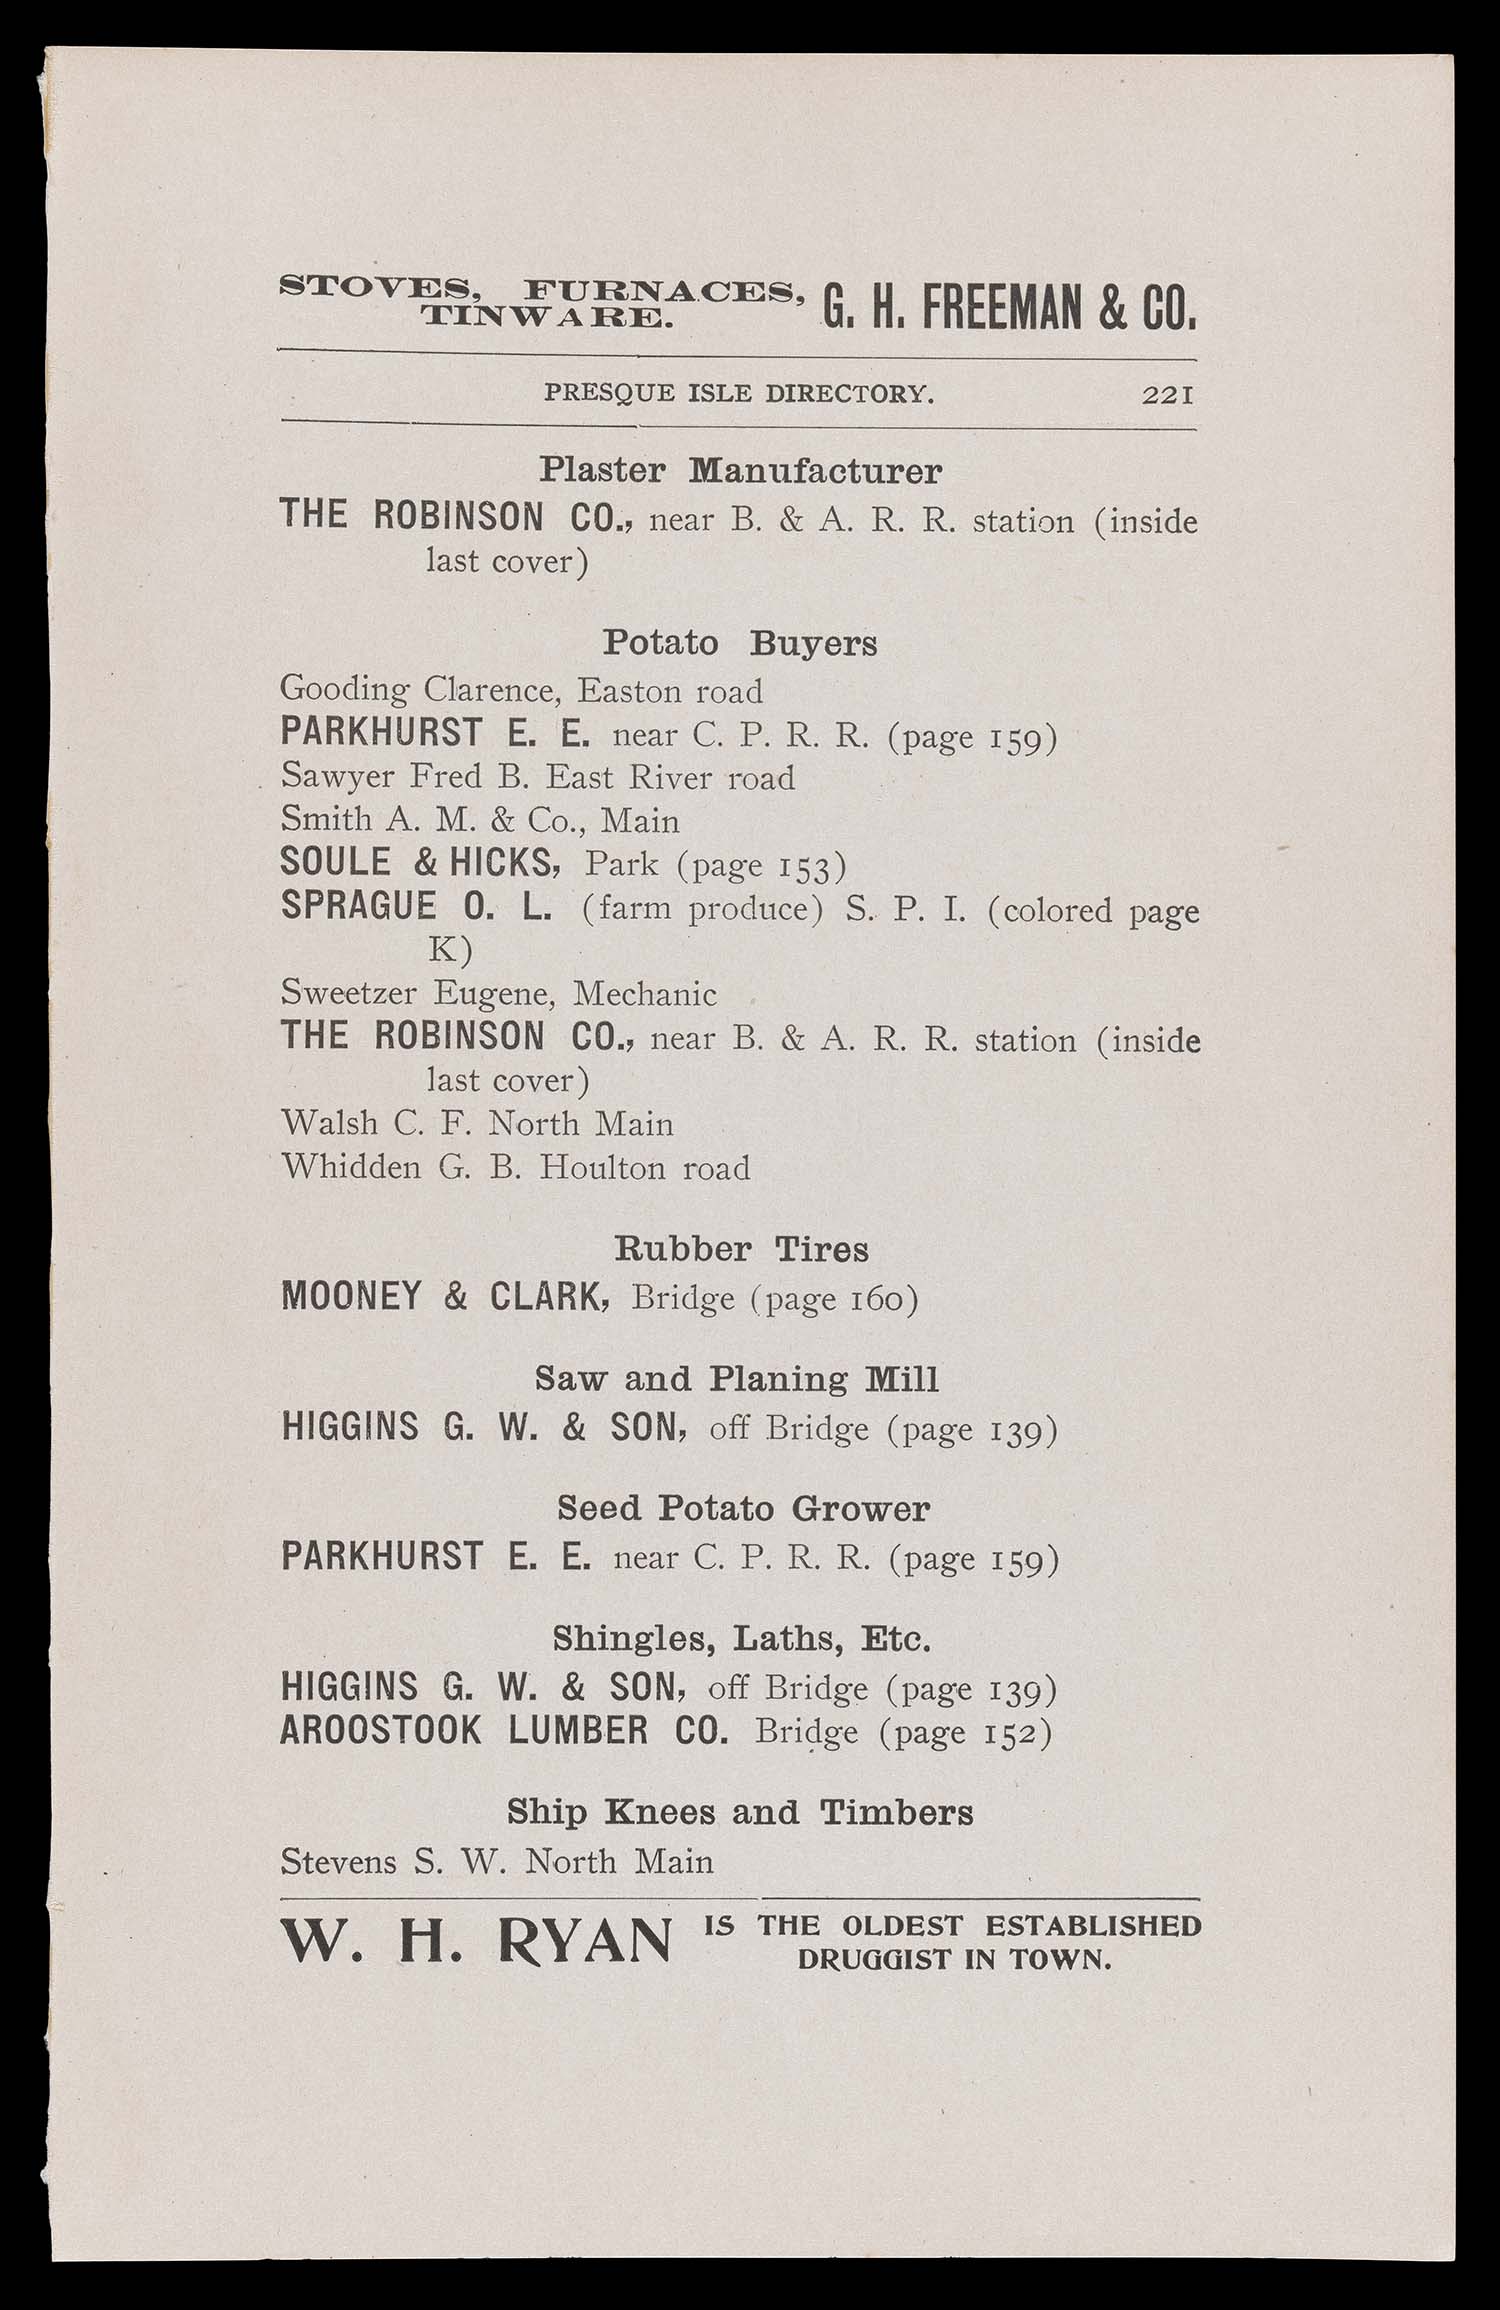 STOVES, FURNACES,
TINWARE.
G. H. FREEMAN & CO.
PRESQUE ISLE DIRECTORY. 221
Plaster Manufacturer
THE ROBINSON CO., near B. & A. R. R. station (inside
last cover)
Potato Buyers
Gooding Clarence, Easton road
PARKHURST E. E. near C. P. R. R. (page 159)
Sawyer Fred B. East River road
Smith A. M. & Co., Main
SOULE & HICKS, Park (page 153)
SPRAGUE O. L. (farm produce) S. P. I. (colored page
K)
Sweetzer Eugene, Mechanic
THE ROBINSON CO., near B. & A. R. R. station (inside
last cover)
Walsh C. F. North Main
Whidden G. B. Houlton road
Rubber Tires
MOONEY & CLARK, Bridge (page 160)
Saw and Planing Mill
HIGGINS G. W. & SON, off Bridge (page 139)
Seed Potato Grower
PARKHURST E. E. near C. P. R. R. (page 159)
Shingles, Laths, Etc.
HIGGINS G. W. & SON, off Bridge (page 139)
AROOSTOOK LUMBER CO. Bridge (page 152)
Ship Knees and Timbers
Stevens S. W. North Main
W. H. RYAN IS THE OLDEST ESTABLISHED
DRUGGIST IN TOWN.